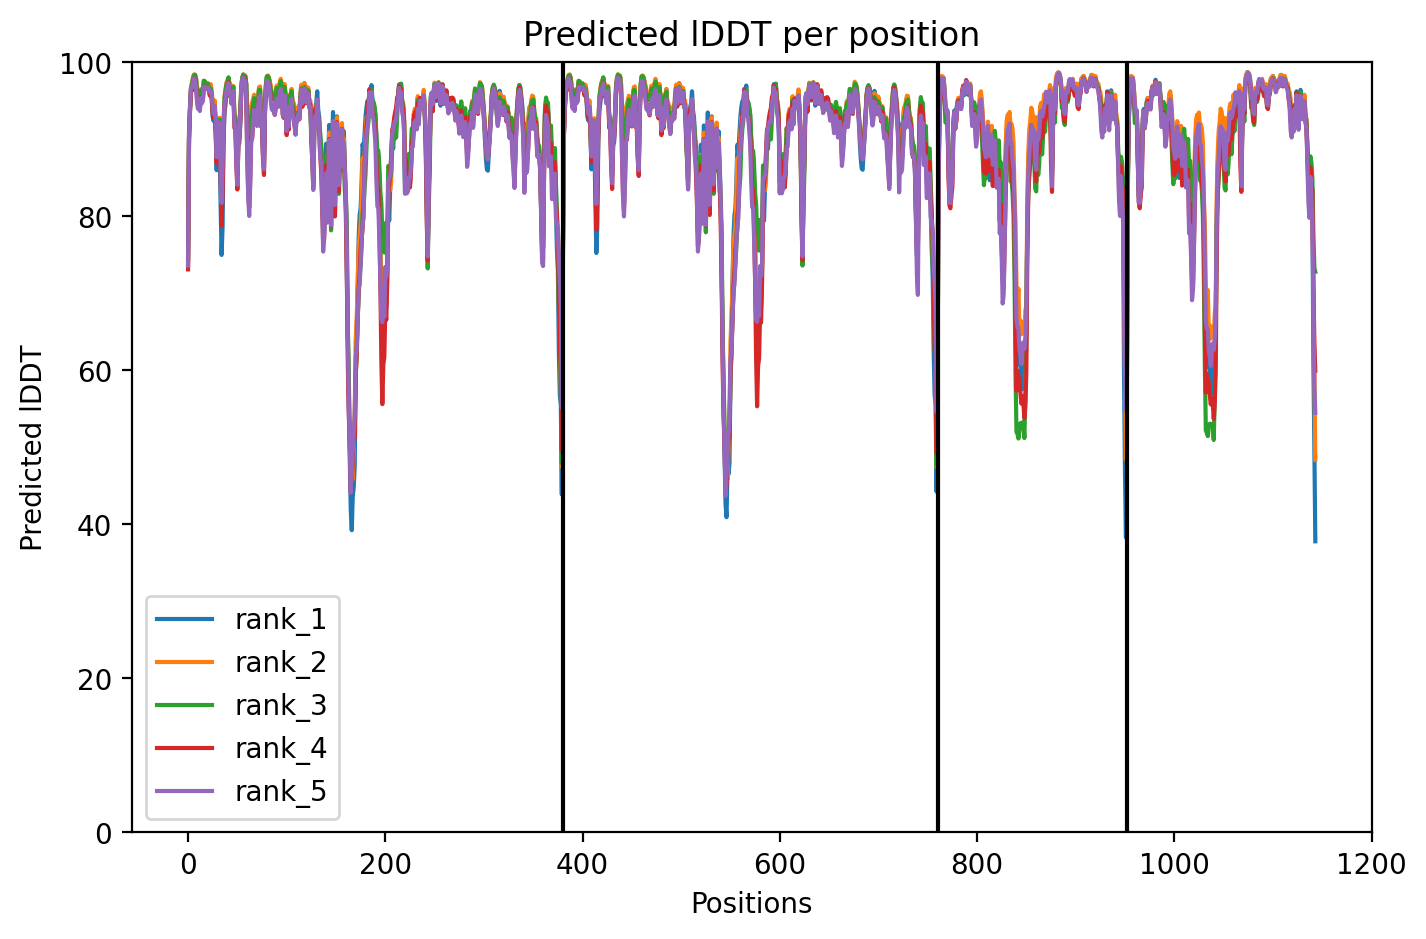 Predicted lDDT per position
100
80
60
40
20
0
Predicted lDDT
rank_1
rank_2
rank_3
rank_4
rank_5
0 200 400 600 800 1000 1200
Positions